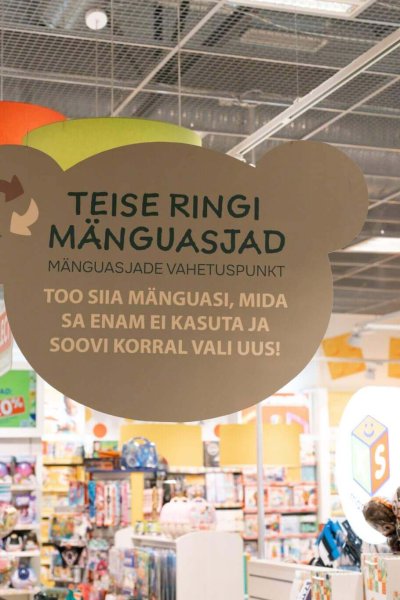 TEISE RINGI
MÄNGUASJAD
MÄNGUASJADE VAHETUSPUNKT
TOO SIIA MÄNGUASI, MIDA
SA ENAM EI KASUTA JA
SOOVI KORRAL VALI UUS!
S